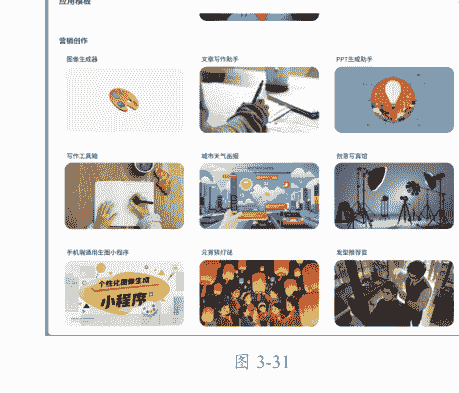 应用模板
营销创作
图像生成器 文章写作助手 PPT生成助手
写作工具箱 城市天气画报 创意写真馆
手机端通用生图小程序 元宵猜灯谜 发型推荐官
个性化图像生成
小程序
图 3-31